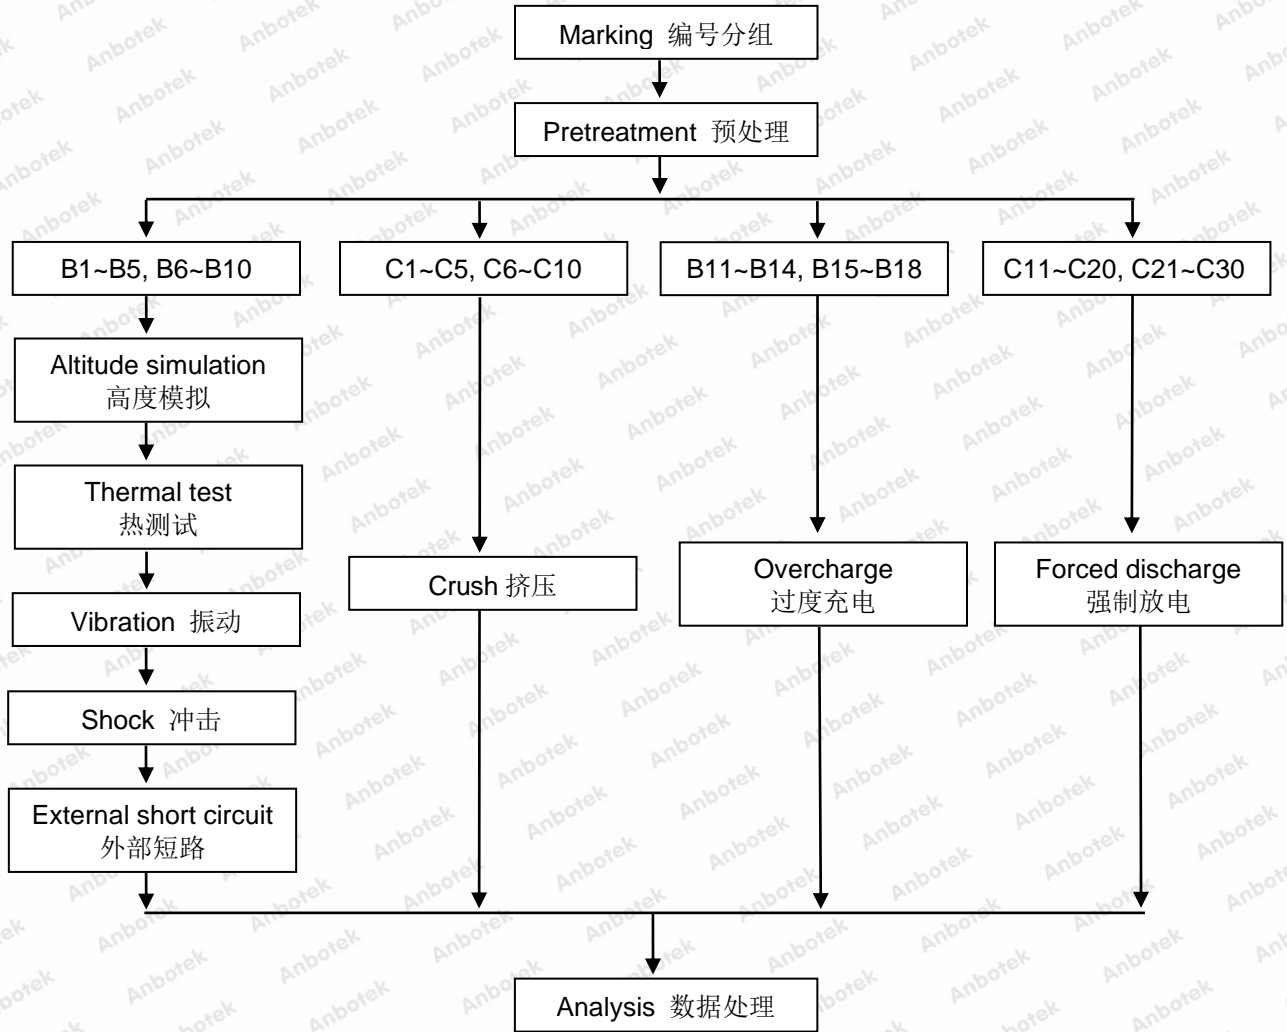 Marking 编号分组
Pretreatment 预处理
B1~B5, B6~B10
C1~C5, C6~C10
B11~B14, B15~B18
C11~C20, C21~C30
Altitude simulation
高度模拟
Thermal test
热测试
Vibration 振动
Shock 冲击
External short circuit
外部短路
Crush 挤压
Overcharge
过度充电
Forced discharge
强制放电
Analysis 数据处理
Anbotek